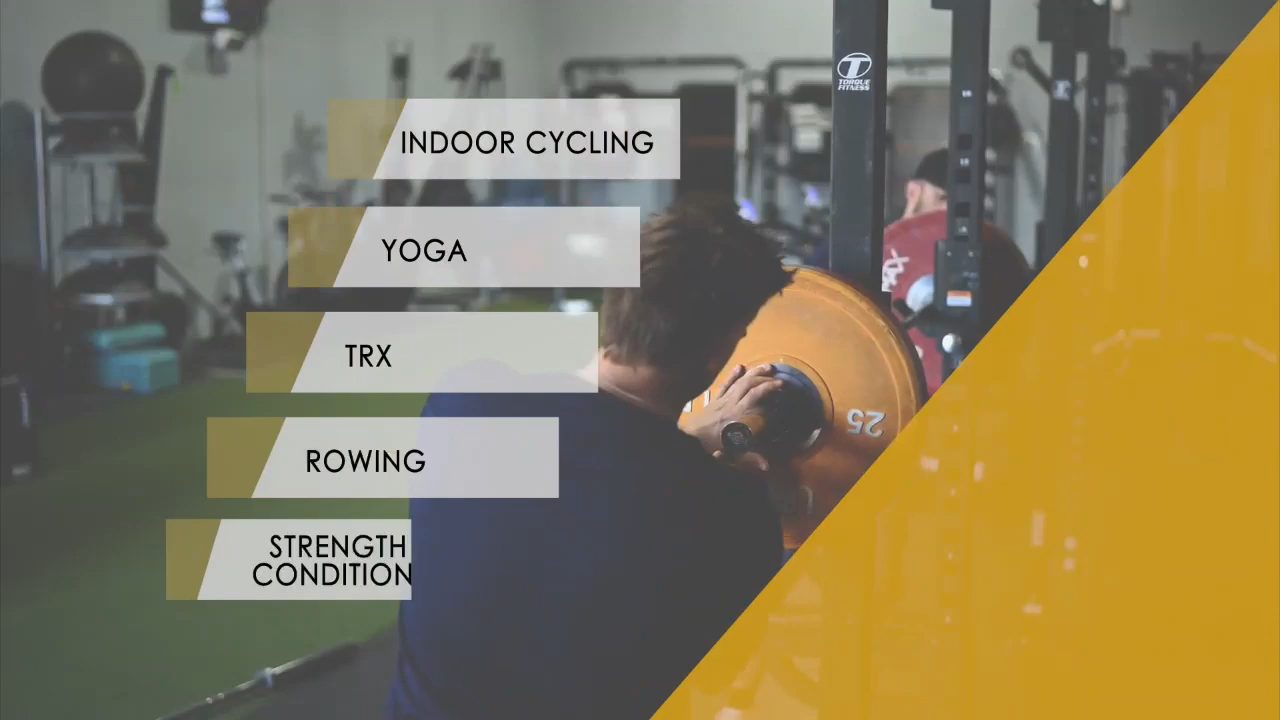 TORQUE
FITNESS
INDOOR CYCLING
YOGA
TRX
ROWING
25
STRENGTH
CONDITION